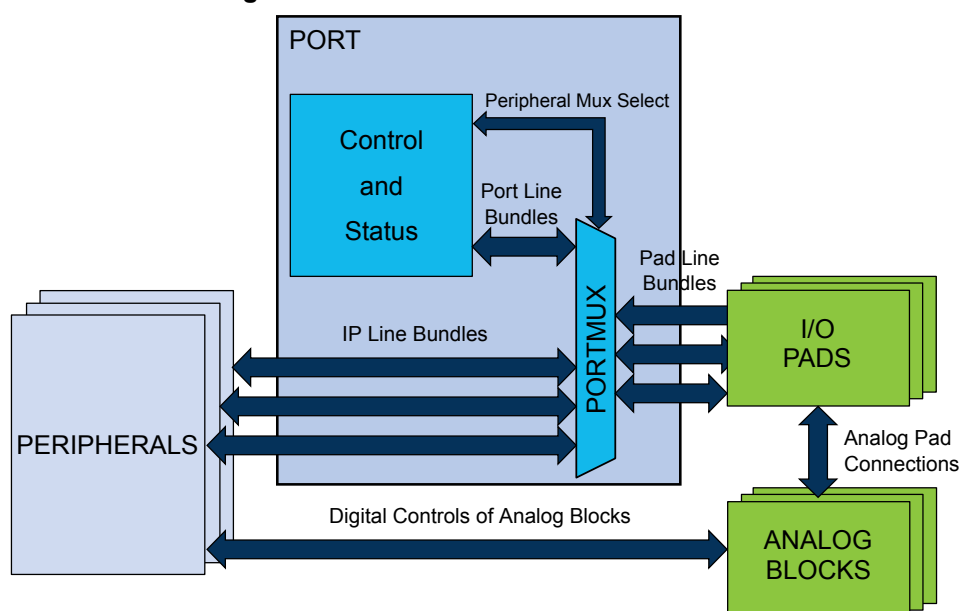 PORT
Peripheral Mux Select
Control
and
Status
Port Line
Bundles
Pad Line
Bundles
PORTMUX
I/O
PADS
IP Line Bundles
PERIPHERALS
Analog Pad
Connections
Digital Controls of Analog Blocks
ANALOG
BLOCKS